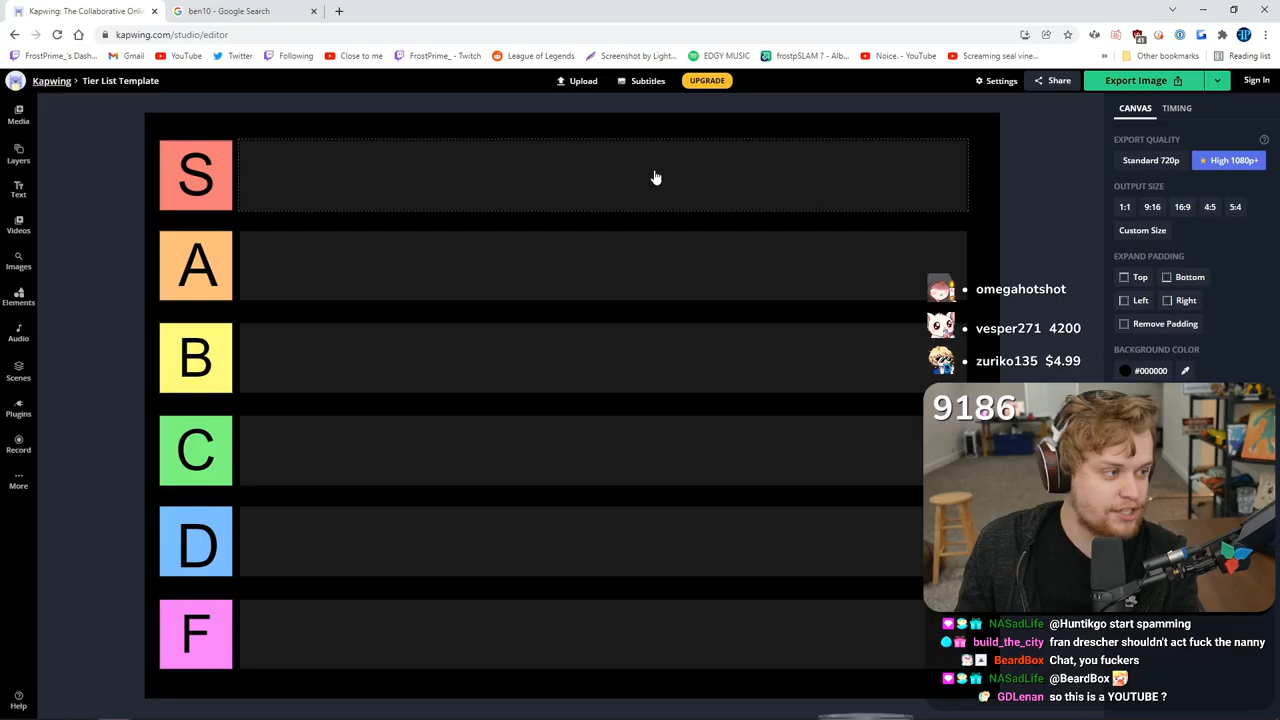 Kapwing: The Collaborative Onli
ben10 - Google Search
kapwing.com/studio/editor
41
FrostPrime_'s Dash...
Gmail
YouTube
Twitter
Following
Close to me
FrostPrime_ - Twitch
League of Legends
Screenshot by Light...
EDGY MUSIC
frostpSLAM ? - Alb...
Noice. - YouTube
Screaming seal vine...
Other bookmarks
Reading list
Kapwing > Tier List Template
Upload
Subtitles
UPGRADE
Settings
Share
Export Image
Sign In
Media
Layers
Text
Videos
Images
Elements
Audio
Scenes
Plugins
Record
More
Help
S
A
B
C
D
F
CANVAS
TIMING
EXPORT QUALITY
Standard 720p
High 1080p+
OUTPUT SIZE
1:1
9:16
16:9
4:5
5:4
Custom Size
EXPAND PADDING
Top
Bottom
Left
Right
Remove Padding
BACKGROUND COLOR
#000000
• omegahotshot
• vesper271 4200
• zuriko135 $4.99
9186
NASadLife @Huntikgo start spamming
build_the_city fran drescher shouldn't act fuck the nanny
BeardBox Chat, you fuckers
NASadLife @BeardBox
GDLenan so this is a YOUTUBE ?